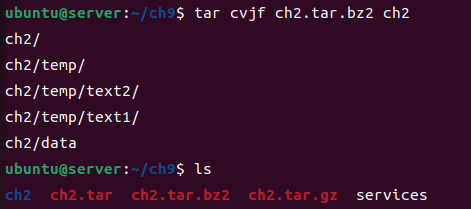 ubuntu@server:~/ch9$ tar cvjf ch2.tar.bz2 ch2
ch2/
ch2/temp/
ch2/temp/text2/
ch2/temp/text1/
ch2/data
ubuntu@server:~/ch9$ ls
ch2  ch2.tar  ch2.tar.bz2  ch2.tar.gz  services